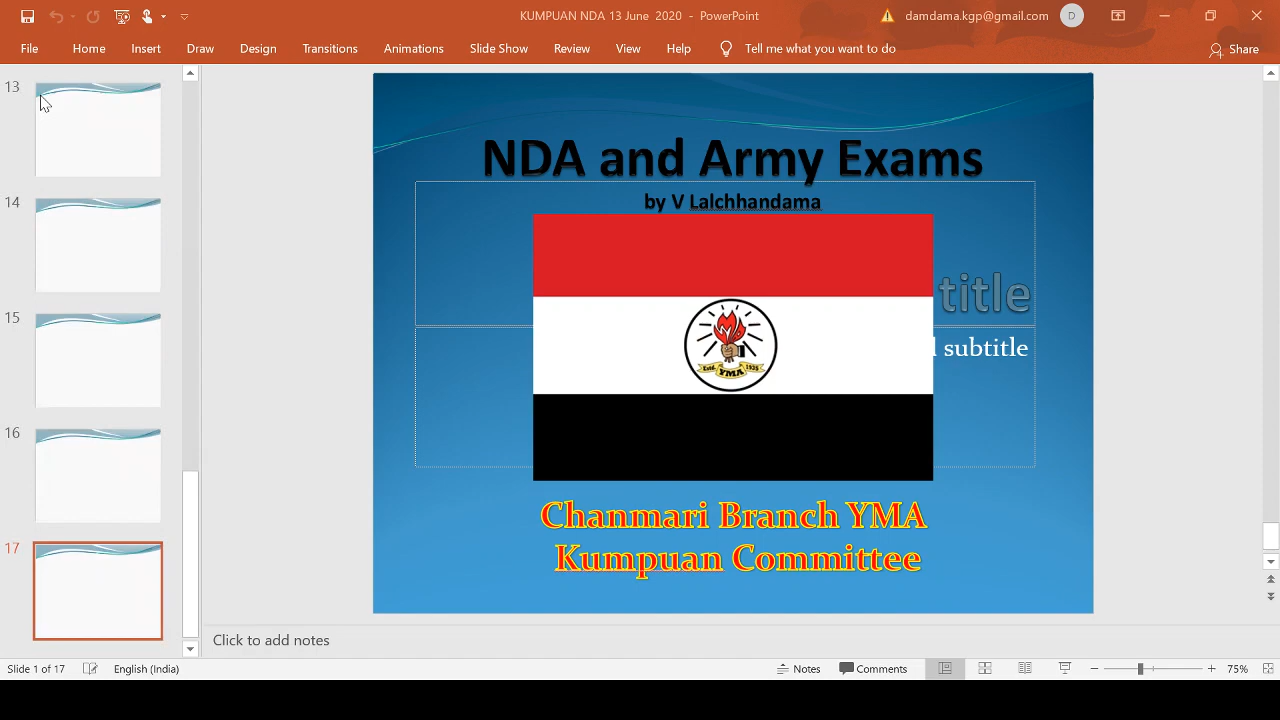 KUMPUAN NDA 13 June 2020 - PowerPoint
damdama.kgp@gmail.com
D
File
Home
Insert
Draw
Design
Transitions
Animations
Slide Show
Review
View
Help
Tell me what you want to do
Share
13
14
15
16
17
NDA and Army Exams
by V Lalchhandama
title
subtitle
Estd. YMA 1935
Chanmari Branch YMA
Kumpuan Committee
Click to add notes
Slide 1 of 17
English (India)
Notes
Comments
75%